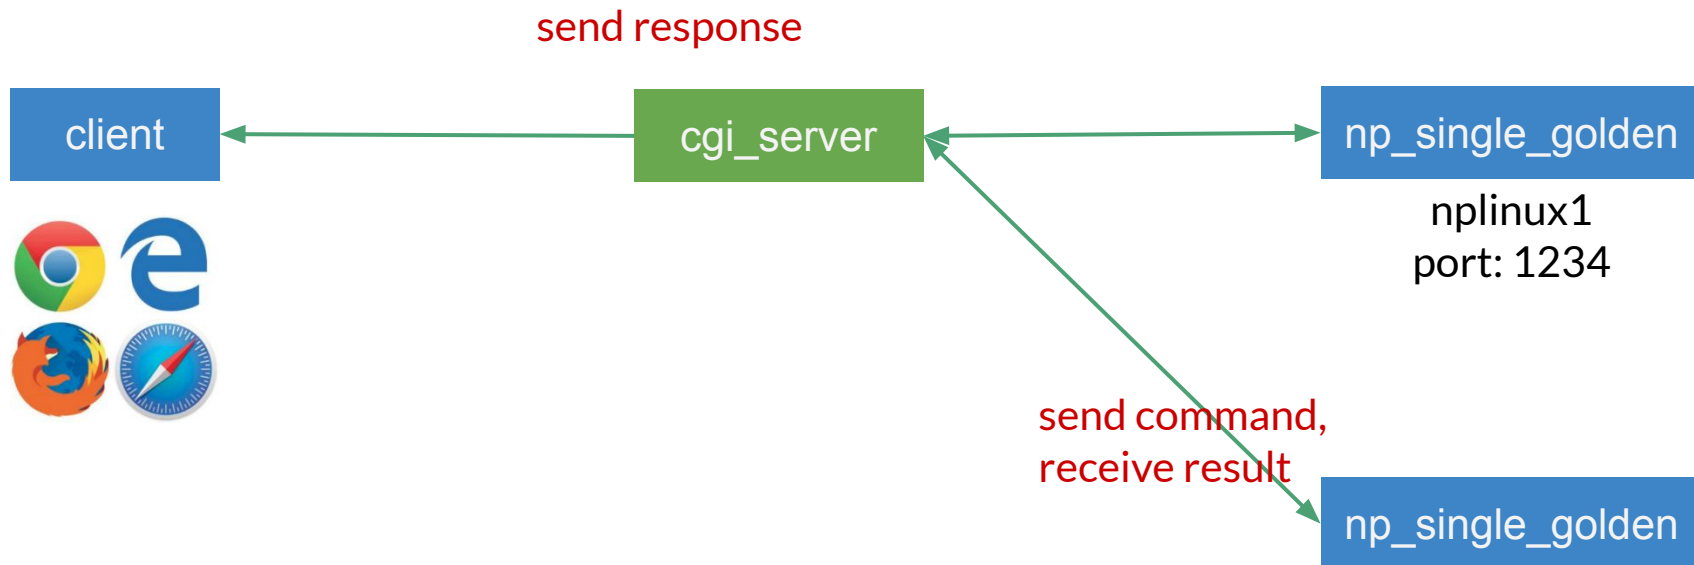 send response
client
cgi_server
np_single_golden
nplinux1
port: 1234
send command,
receive result
np_single_golden